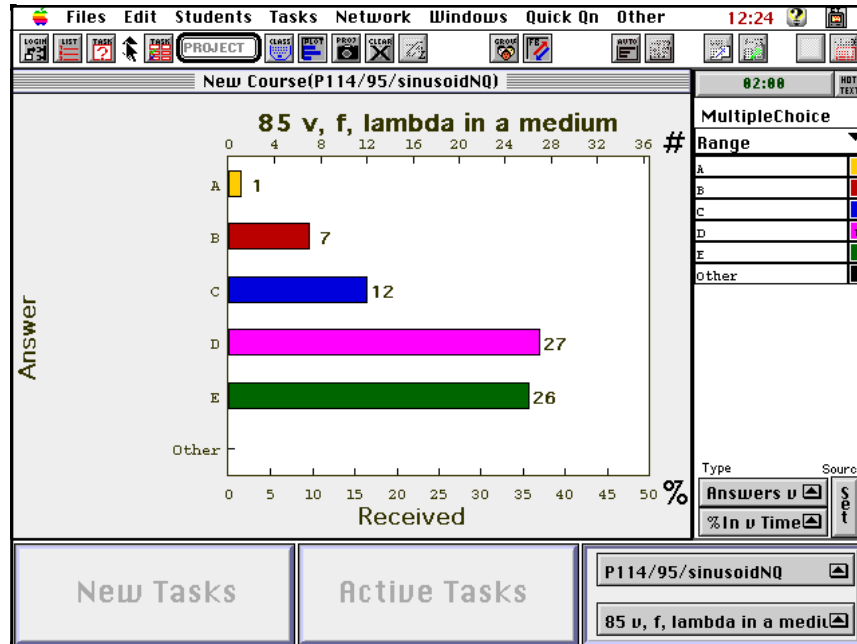 Files Edit Students Tasks Network Windows Quick Qn Other 12:24
LOGIN LIST TASK TASK PROJECT CLASS PLOT PROJ CLEAR GROUP FB AUTO
New Course(P114/95/sinusoidNQ)
02:00
HOT TEXT
85 v, f, lambda in a medium
0 4 8 12 16 20 24 28 32 36 #
A 1
B 7
C 12
D 27
E 26
Other
Answer
0 5 10 15 20 25 30 35 40 45 50 %
Received
MultipleChoice
Range
A
B
C
D
E
Other
Type Sourc
Answers v
%In v Time
Set
New Tasks
Active Tasks
P114/95/sinusoidNQ
85 v, f, lambda in a mediu